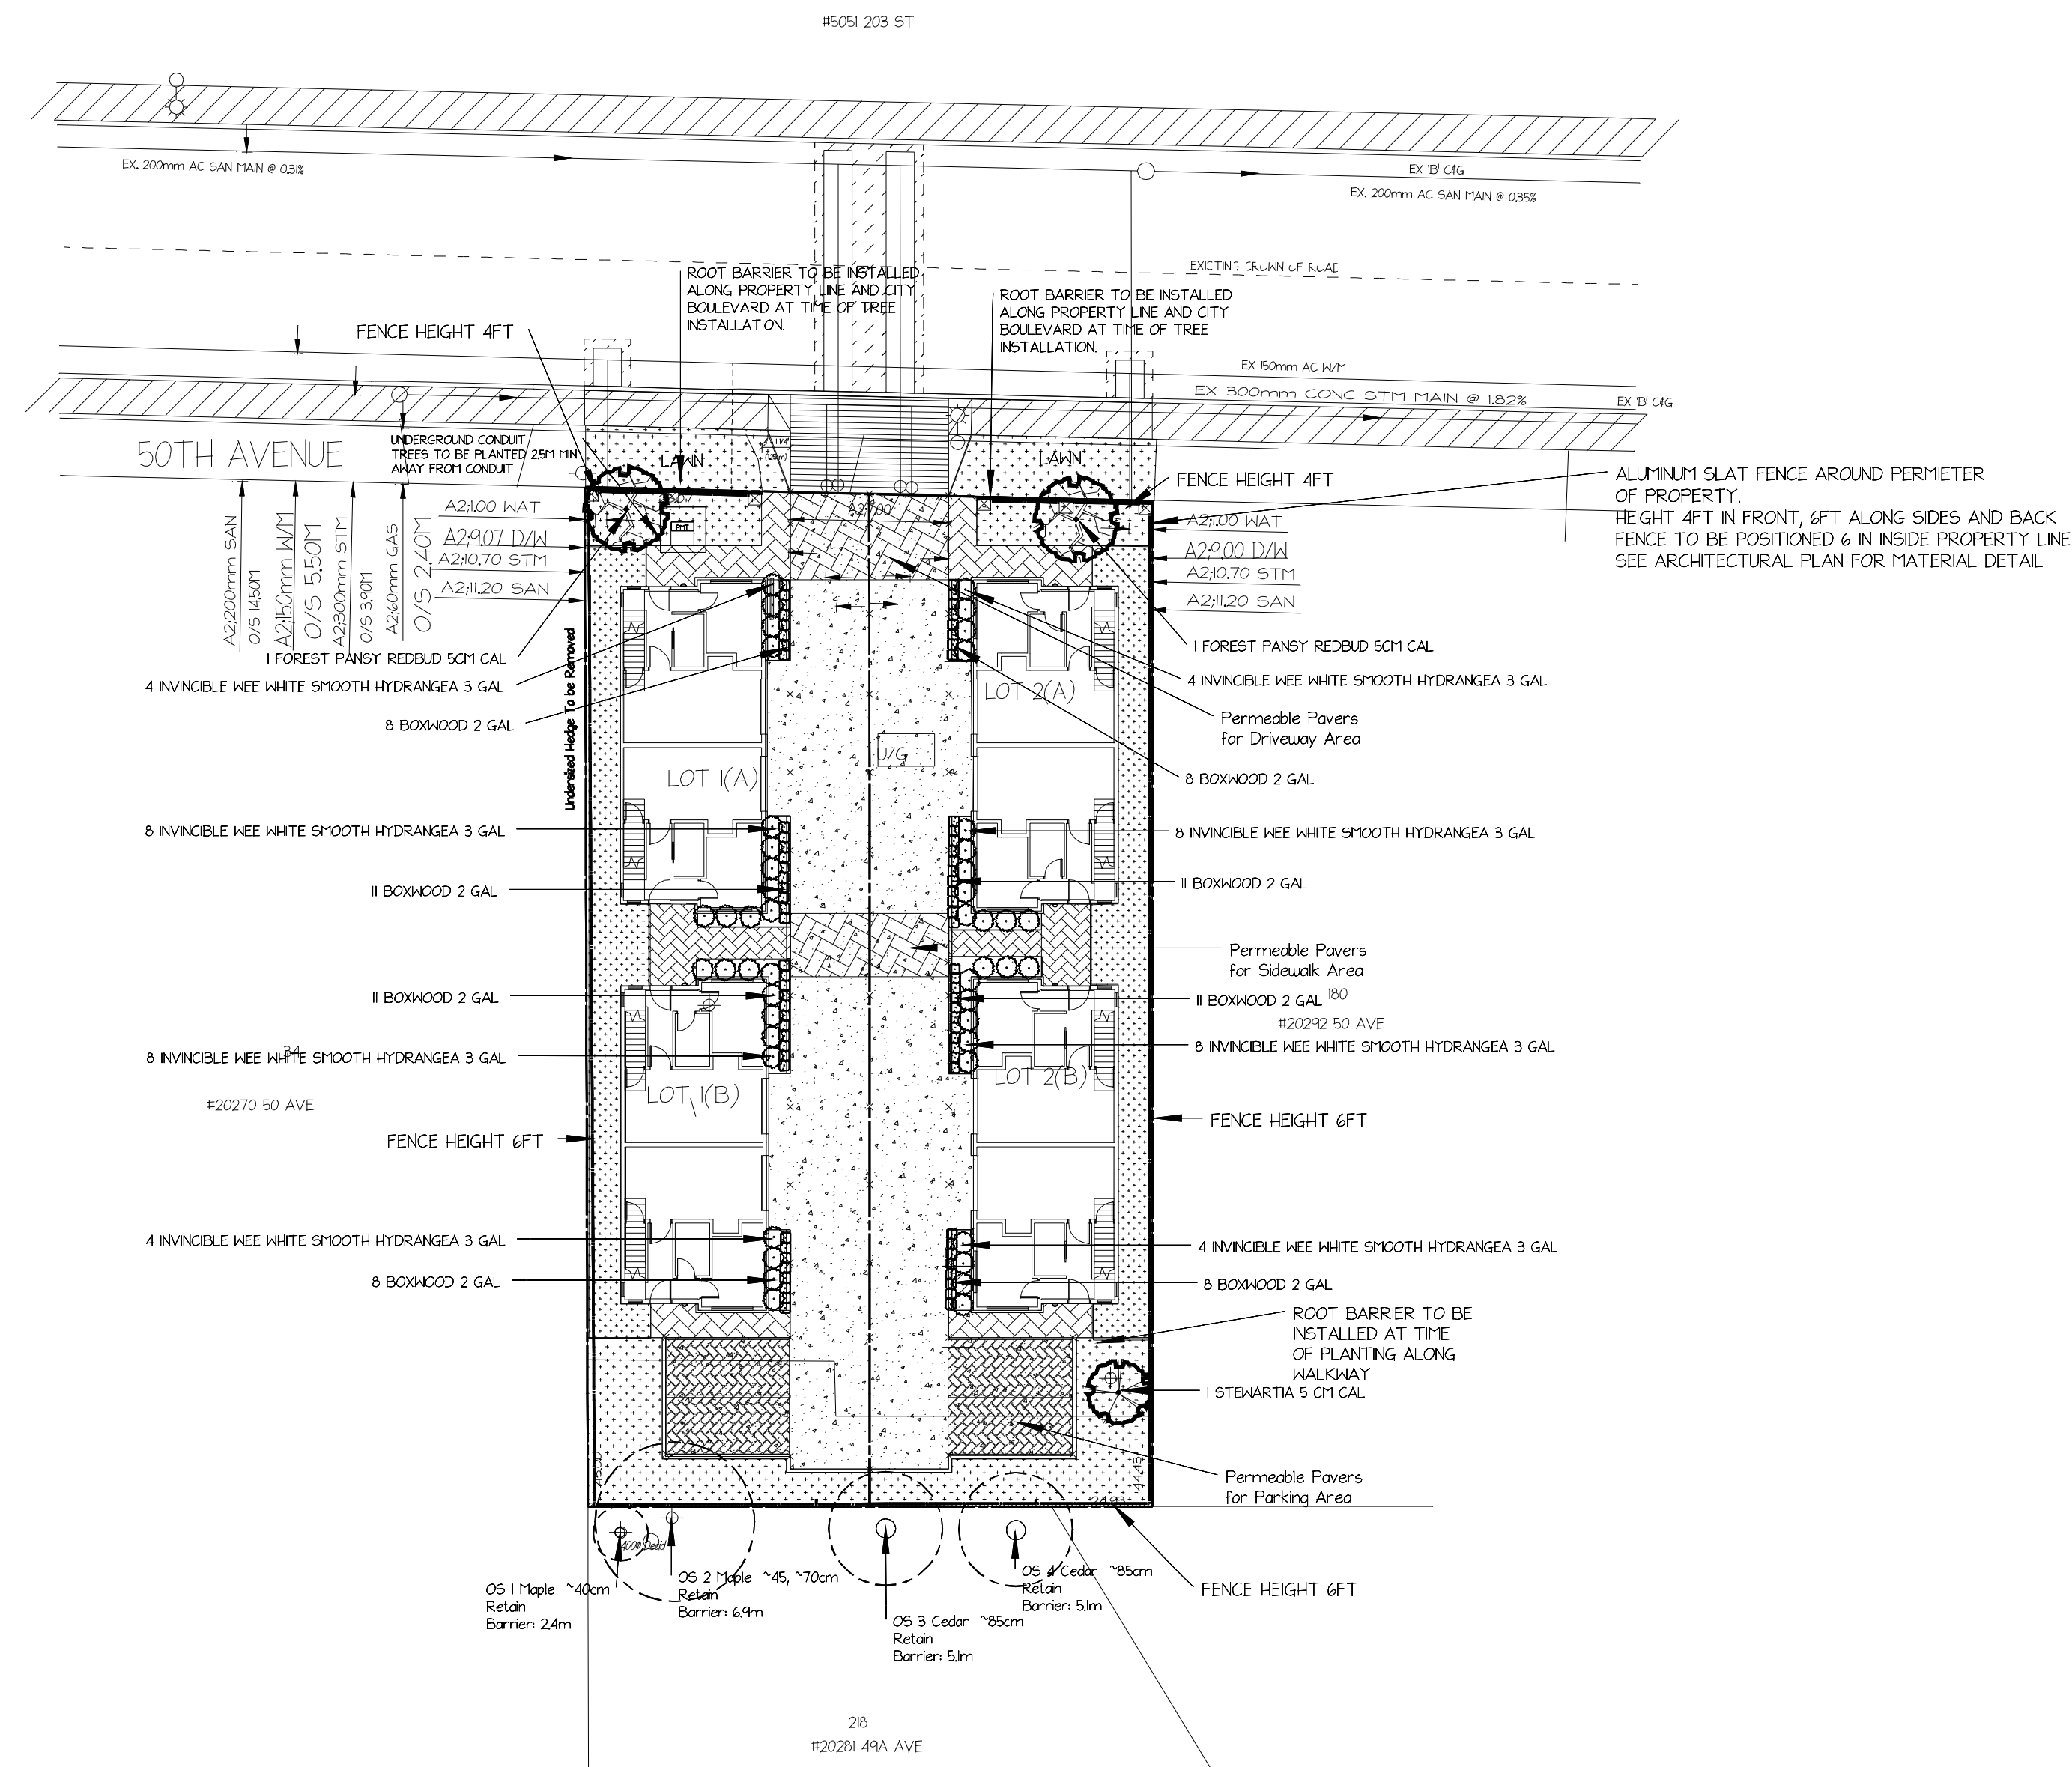 #5051 203 ST
EX. 200mm AC SAN MAIN @ 0.31%
EX 'B' C&G
EX. 200mm AC SAN MAIN @ 0.35%
EXISTING CROWN OF ROAD
ROOT BARRIER TO BE INSTALLED
ALONG PROPERTY LINE AND CITY
BOULEVARD AT TIME OF TREE
INSTALLATION.
ROOT BARRIER TO BE INSTALLED
ALONG PROPERTY LINE AND CITY
BOULEVARD AT TIME OF TREE
INSTALLATION.
FENCE HEIGHT 4FT
EX 150mm AC W/M
EX 300mm CONC STM MAIN @ 1.82%
EX 'B' C&G
50TH AVENUE
UNDERGROUND CONDUIT
TREES TO BE PLANTED 2.5M MIN
AWAY FROM CONDUIT
LAWN
LAWN
FENCE HEIGHT 4FT
ALUMINUM SLAT FENCE AROUND PERMIETER
OF PROPERTY.
HEIGHT 4FT IN FRONT, 6FT ALONG SIDES AND BACK
FENCE TO BE POSITIONED 6 IN INSIDE PROPERTY LINE
SEE ARCHITECTURAL PLAN FOR MATERIAL DETAIL
A2;200mm SAN
O/S 14.50M
A2;150mm W/M
O/S 5.50M
A2;300mm STM
O/S 3.90M
A2;60mm GAS
O/S 2.40M
A2;1.00 WAT
A2;9.07 D/W
A2;10.70 STM
A2;11.20 SAN
PMT
A2;1.00 WAT
A2;9.00 D/W
A2;10.70 STM
A2;11.20 SAN
1 FOREST PANSY REDBUD 5CM CAL
4 INVINCIBLE WEE WHITE SMOOTH HYDRANGEA 3 GAL
8 BOXWOOD 2 GAL
Undersized Hedge To be Removed
1 FOREST PANSY REDBUD 5CM CAL
4 INVINCIBLE WEE WHITE SMOOTH HYDRANGEA 3 GAL
LOT 2(A)
Permeable Pavers
for Driveway Area
U/G
LOT 1(A)
8 BOXWOOD 2 GAL
8 INVINCIBLE WEE WHITE SMOOTH HYDRANGEA 3 GAL
8 INVINCIBLE WEE WHITE SMOOTH HYDRANGEA 3 GAL
11 BOXWOOD 2 GAL
11 BOXWOOD 2 GAL
Permeable Pavers
for Sidewalk Area
11 BOXWOOD 2 GAL
11 BOXWOOD 2 GAL
180
#20292 50 AVE
34
8 INVINCIBLE WEE WHITE SMOOTH HYDRANGEA 3 GAL
8 INVINCIBLE WEE WHITE SMOOTH HYDRANGEA 3 GAL
LOT 1(B)
LOT 2(B)
#20270 50 AVE
FENCE HEIGHT 6FT
FENCE HEIGHT 6FT
4 INVINCIBLE WEE WHITE SMOOTH HYDRANGEA 3 GAL
4 INVINCIBLE WEE WHITE SMOOTH HYDRANGEA 3 GAL
8 BOXWOOD 2 GAL
8 BOXWOOD 2 GAL
ROOT BARRIER TO BE
INSTALLED AT TIME
OF PLANTING ALONG
WALKWAY
1 STEWARTIA 5 CM CAL
44.43
Permeable Pavers
for Parking Area
24.93
OS 1 Maple ~40cm
Retain
Barrier: 2.4m
OS 2 Maple ~45, ~70cm
Retain
Barrier: 6.9m
OS 3 Cedar ~85cm
Retain
Barrier: 5.1m
OS 4 Cedar ~85cm
Retain
Barrier: 5.1m
FENCE HEIGHT 6FT
218
#20281 49A AVE